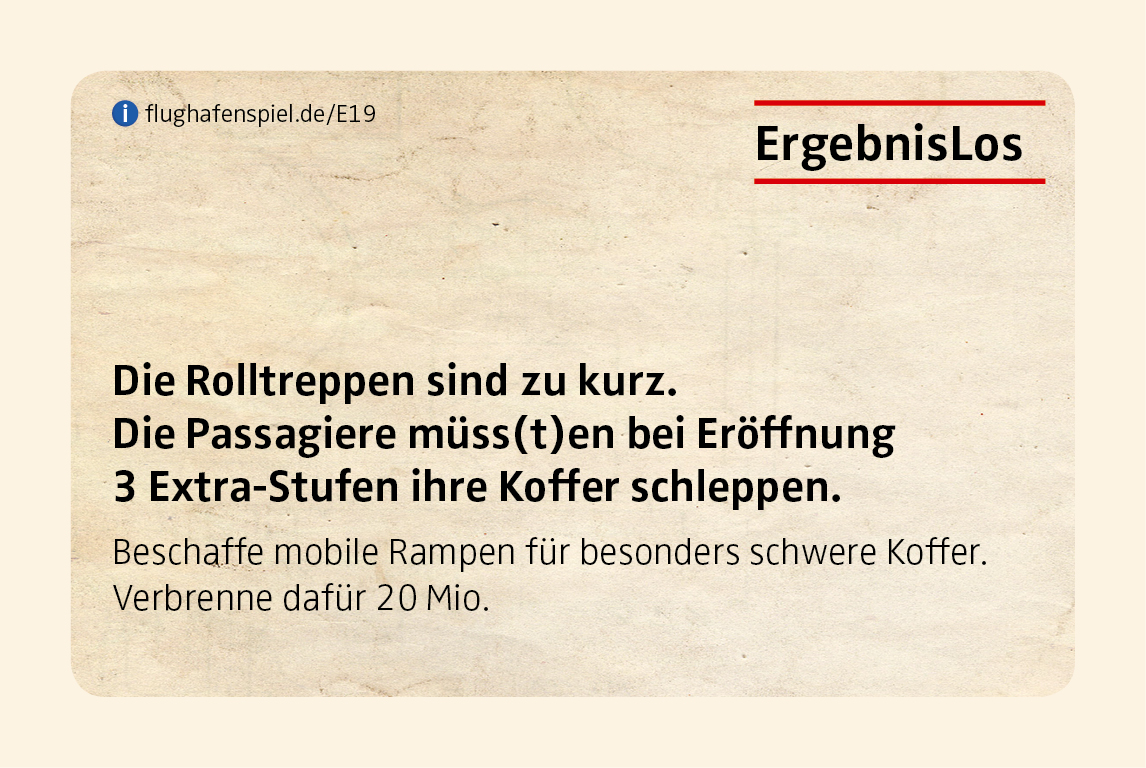 i flughafenspiel.de/E19
ErgebnisLos
Die Rolltreppen sind zu kurz.
Die Passagiere müss(t)en bei Eröffnung
3 Extra-Stufen ihre Koffer schleppen.
Beschaffe mobile Rampen für besonders schwere Koffer.
Verbrenne dafür 20 Mio.